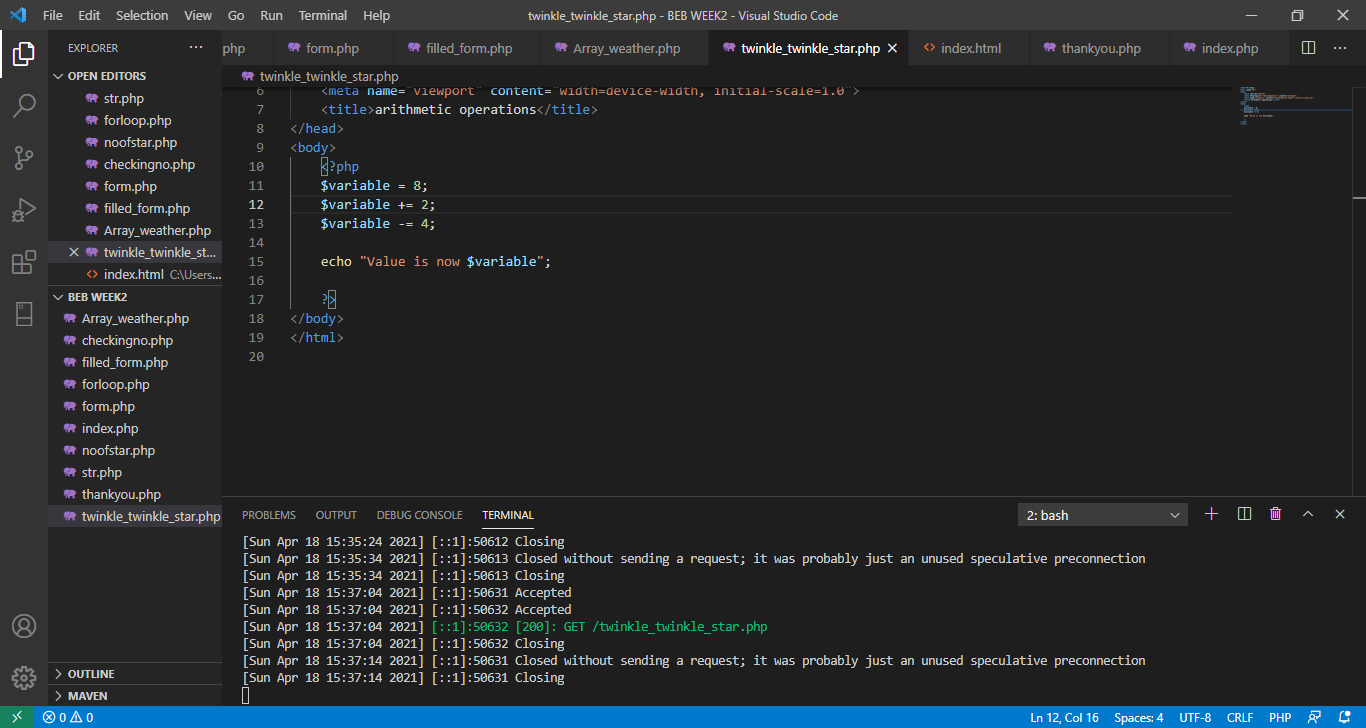 File Edit Selection View Go Run Terminal Help twinkle_twinkle_star.php - BEB WEEK2 - Visual Studio Code
EXPLORER
php form.php filled_form.php Array_weather.php twinkle_twinkle_star.php index.html thankyou.php index.php
OPEN EDITORS
str.php
forloop.php
noofstar.php
checkingno.php
form.php
filled_form.php
Array_weather.php
twinkle_twinkle_st...
index.html C:\Users...
BEB WEEK2
Array_weather.php
checkingno.php
filled_form.php
forloop.php
form.php
index.php
noofstar.php
str.php
thankyou.php
twinkle_twinkle_star.php
OUTLINE
MAVEN
twinkle_twinkle_star.php
6 <meta name="viewport" content="width=device-width, initial-scale=1.0">
7 <title>arithmetic operations</title>
8 </head>
9 <body>
10 <?php
11 $variable = 8;
12 $variable += 2;
13 $variable -= 4;
14
15 echo "Value is now $variable";
16
17 ?>
18 </body>
19 </html>
20
PROBLEMS OUTPUT DEBUG CONSOLE TERMINAL 2: bash
[Sun Apr 18 15:35:24 2021] [::1]:50612 Closing
[Sun Apr 18 15:35:34 2021] [::1]:50613 Closed without sending a request; it was probably just an unused speculative preconnection
[Sun Apr 18 15:35:34 2021] [::1]:50613 Closing
[Sun Apr 18 15:37:04 2021] [::1]:50631 Accepted
[Sun Apr 18 15:37:04 2021] [::1]:50632 Accepted
[Sun Apr 18 15:37:04 2021] [::1]:50632 [200]: GET /twinkle_twinkle_star.php
[Sun Apr 18 15:37:04 2021] [::1]:50632 Closing
[Sun Apr 18 15:37:14 2021] [::1]:50631 Closed without sending a request; it was probably just an unused speculative preconnection
[Sun Apr 18 15:37:14 2021] [::1]:50631 Closing
0 0 Ln 12, Col 16 Spaces: 4 UTF-8 CRLF PHP